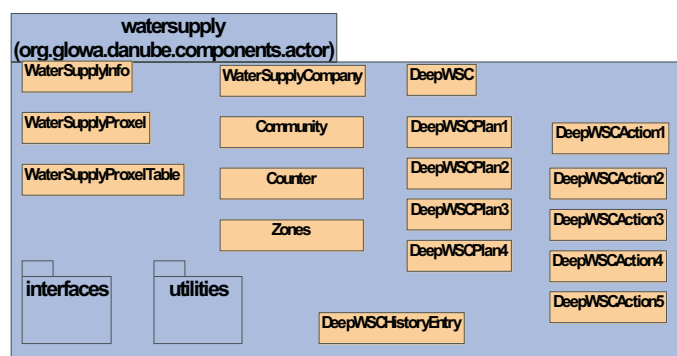 watersupply
(org.glowa.danube.components.actor)
WaterSupplyInfo
WaterSupplyCompany
DeepWSC
WaterSupplyProxel
Community
DeepWSCPlan1
DeepWSCAction1
WaterSupplyProxelTable
Counter
DeepWSCPlan2
DeepWSCAction2
Zones
DeepWSCPlan3
DeepWSCAction3
DeepWSCPlan4
DeepWSCAction4
interfaces
utilities
DeepWSCAction5
DeepWSCHistoryEntry